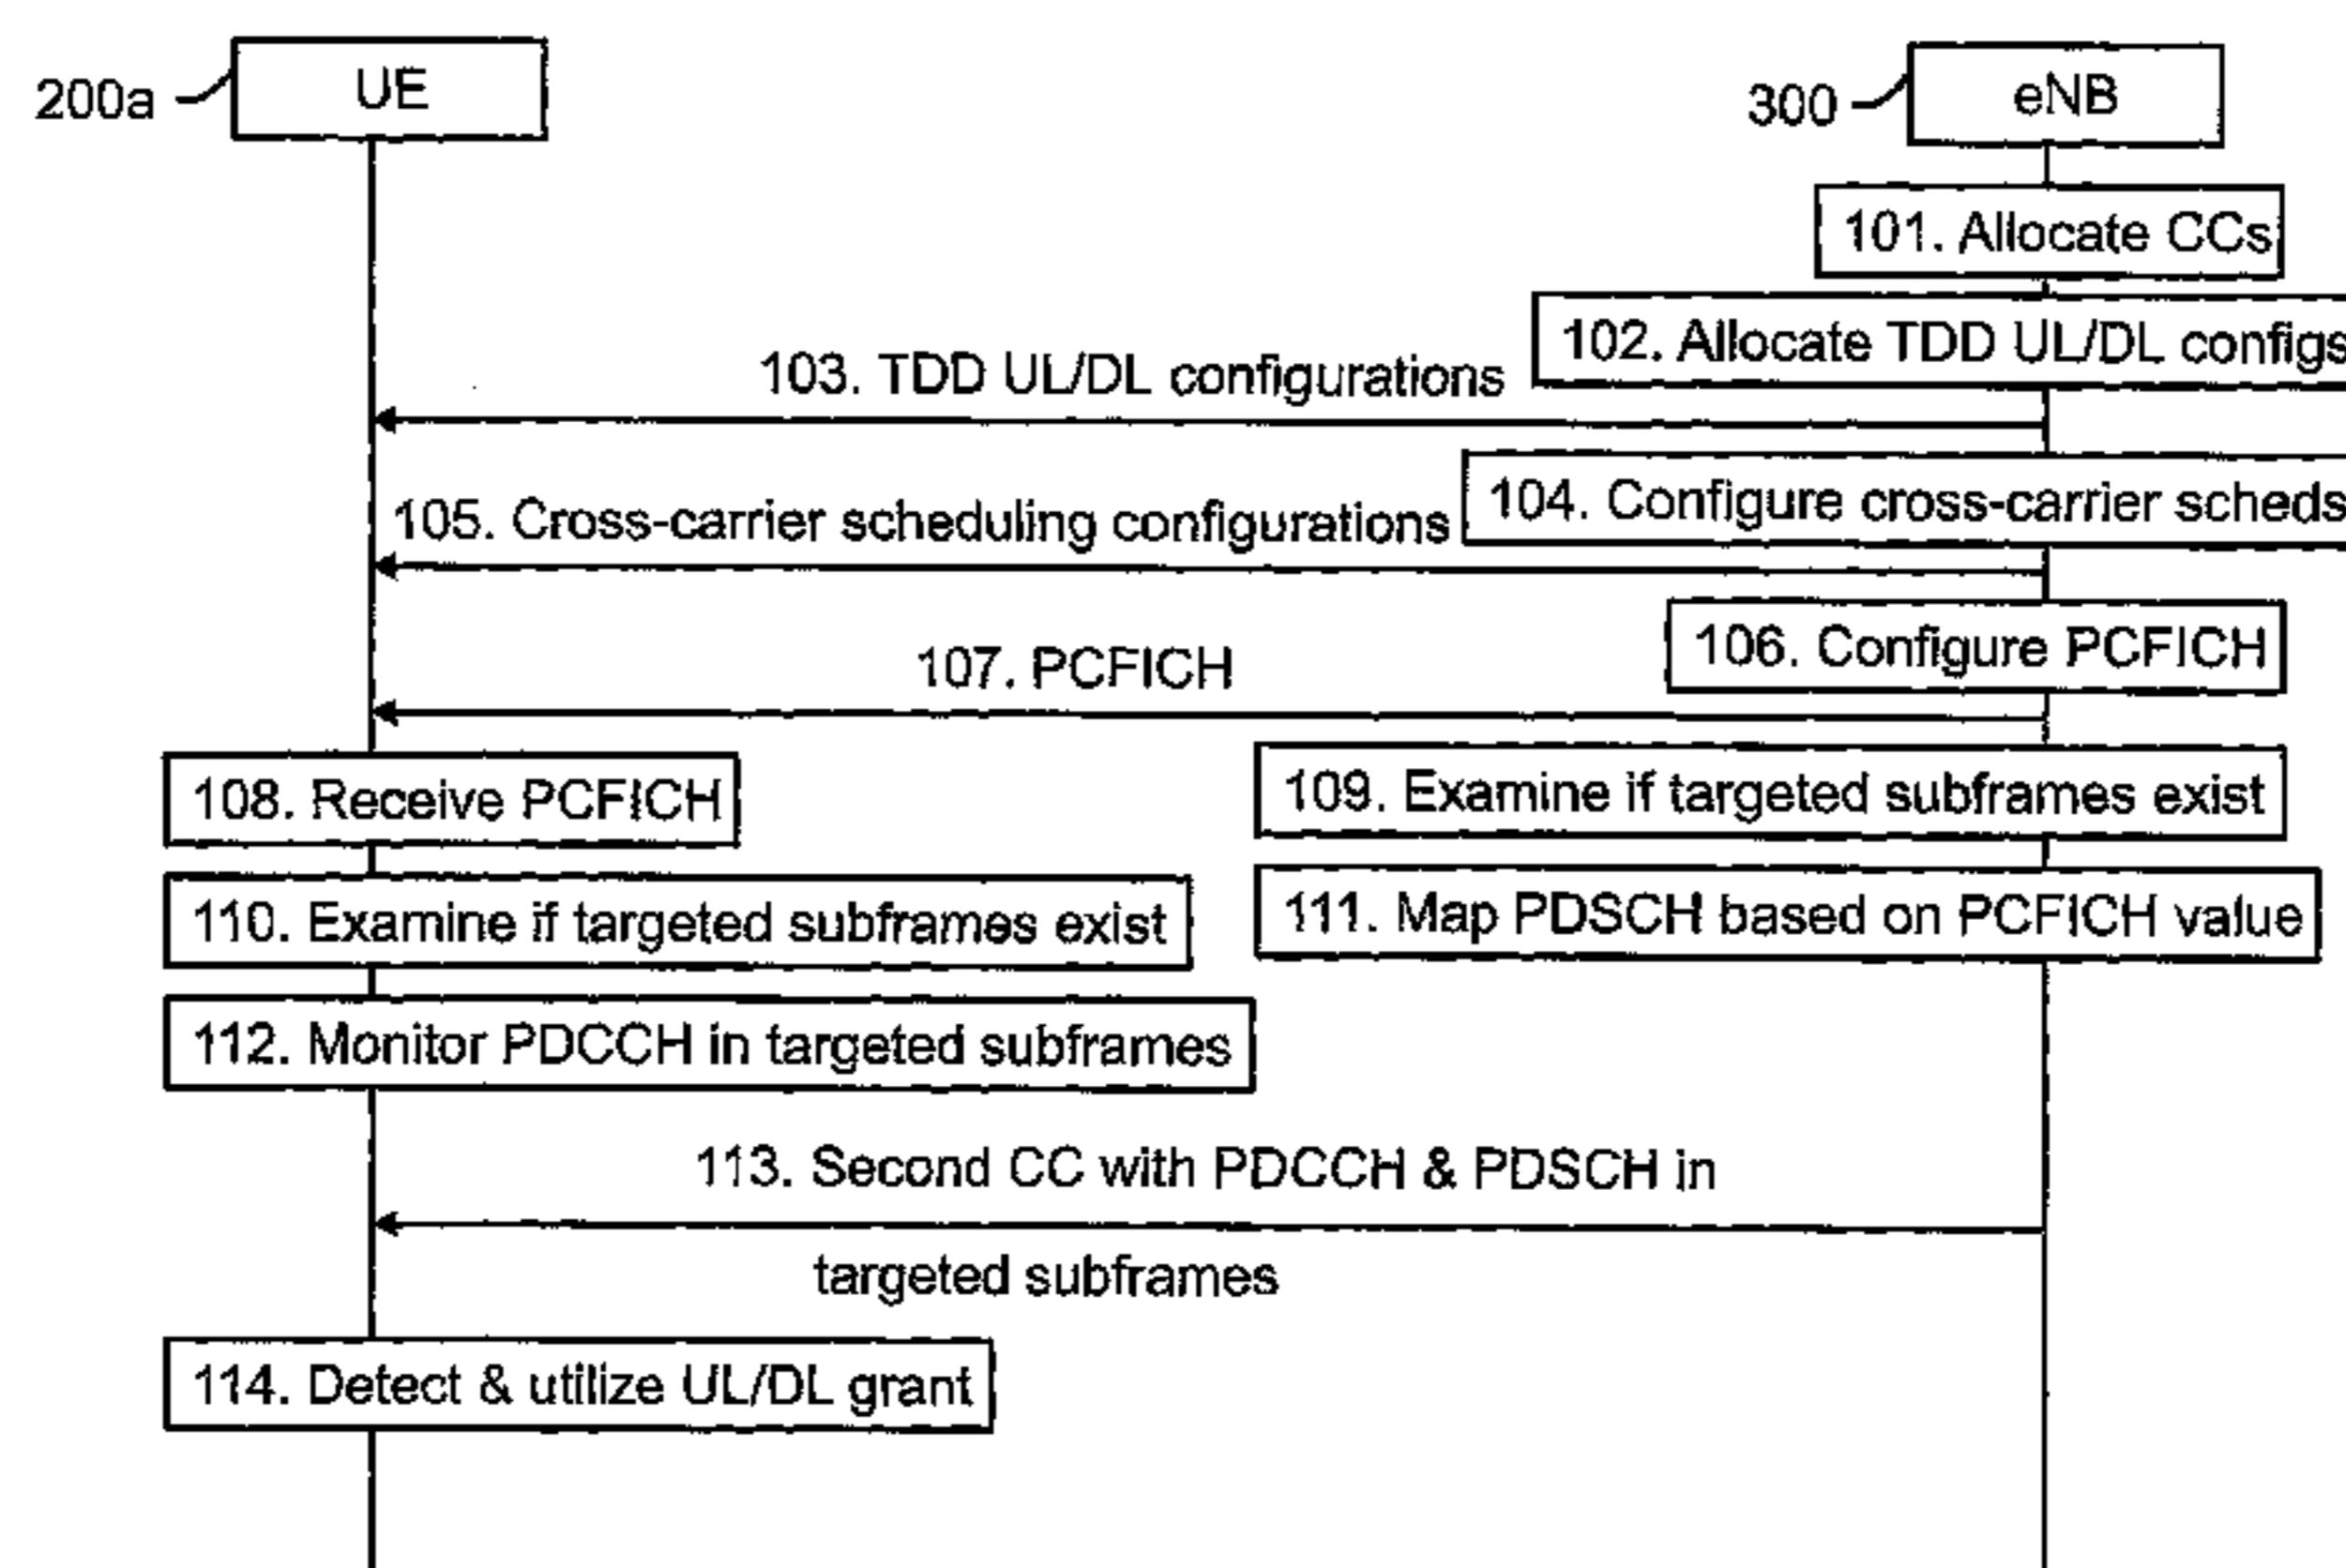 200a
UE
300
eNB
101. Allocate CCs
102. Allocate TDD UL/DL configs
103. TDD UL/DL configurations
104. Configure cross-carrier scheds
105. Cross-carrier scheduling configurations
106. Configure PCFICH
107. PCFICH
108. Receive PCFICH
109. Examine if targeted subframes exist
110. Examine if targeted subframes exist
111. Map PDSCH based on PCFICH value
112. Monitor PDCCH in targeted subframes
113. Second CC with PDCCH & PDSCH in
targeted subframes
114. Detect & utilize UL/DL grant